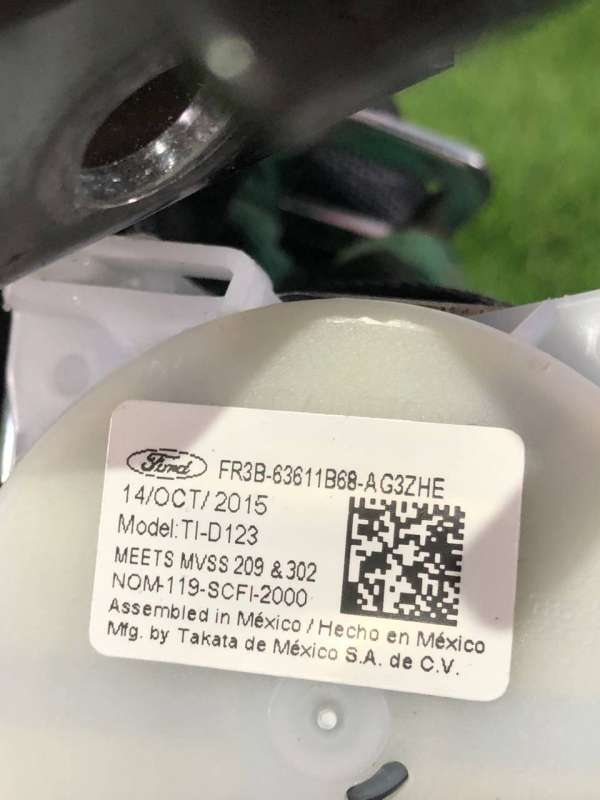 Ford FR3B-63611B68-AG3ZHE
14/OCT/2015
Model:TI-D123
MEETS MVSS 209 & 302
NOM-119-SCFI-2000
Assembled in México / Hecho en México
Mfg. by Takata de México S.A. de C.V.